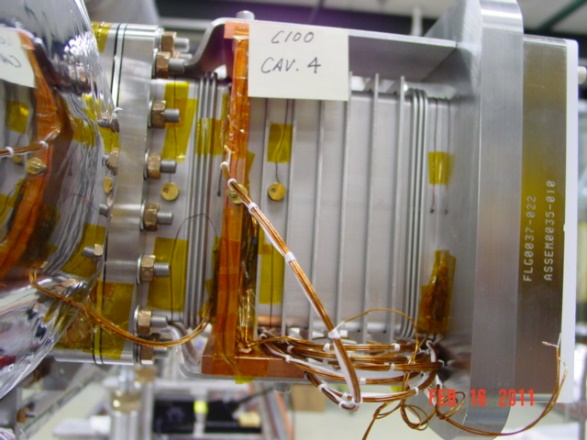 C100
CAV. 4
FLG0037-022
ASSEM0035-010
FEB 16 2011